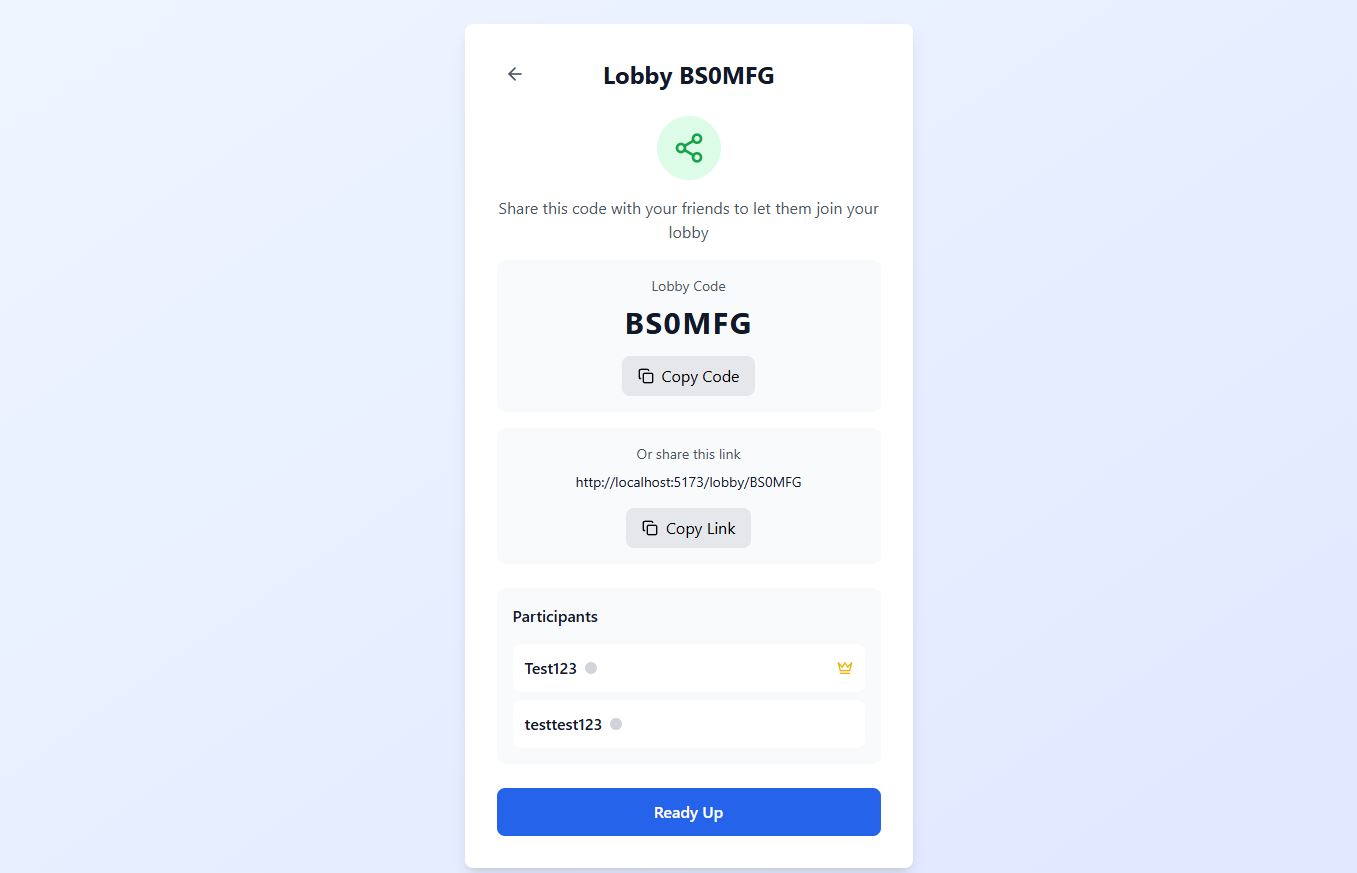 Lobby BS0MFG
Share this code with your friends to let them join your
lobby
Lobby Code
BS0MFG
Copy Code
Or share this link
http://localhost:5173/lobby/BS0MFG
Copy Link
Participants
Test123
testtest123
Ready Up